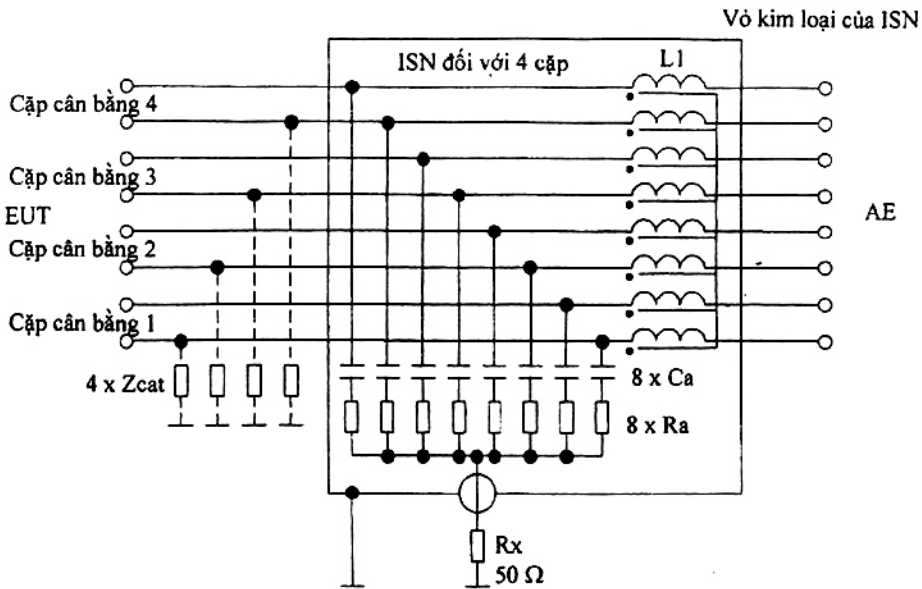 Vỏ kim loại của ISN
ISN đối với 4 cặp
L1
Cặp cân bằng 4
Cặp cân bằng 3
EUT
AE
Cặp cân bằng 2
Cặp cân bằng 1
4 x Zcat
8 x Ca
8 x Ra
Rx
50 Ω